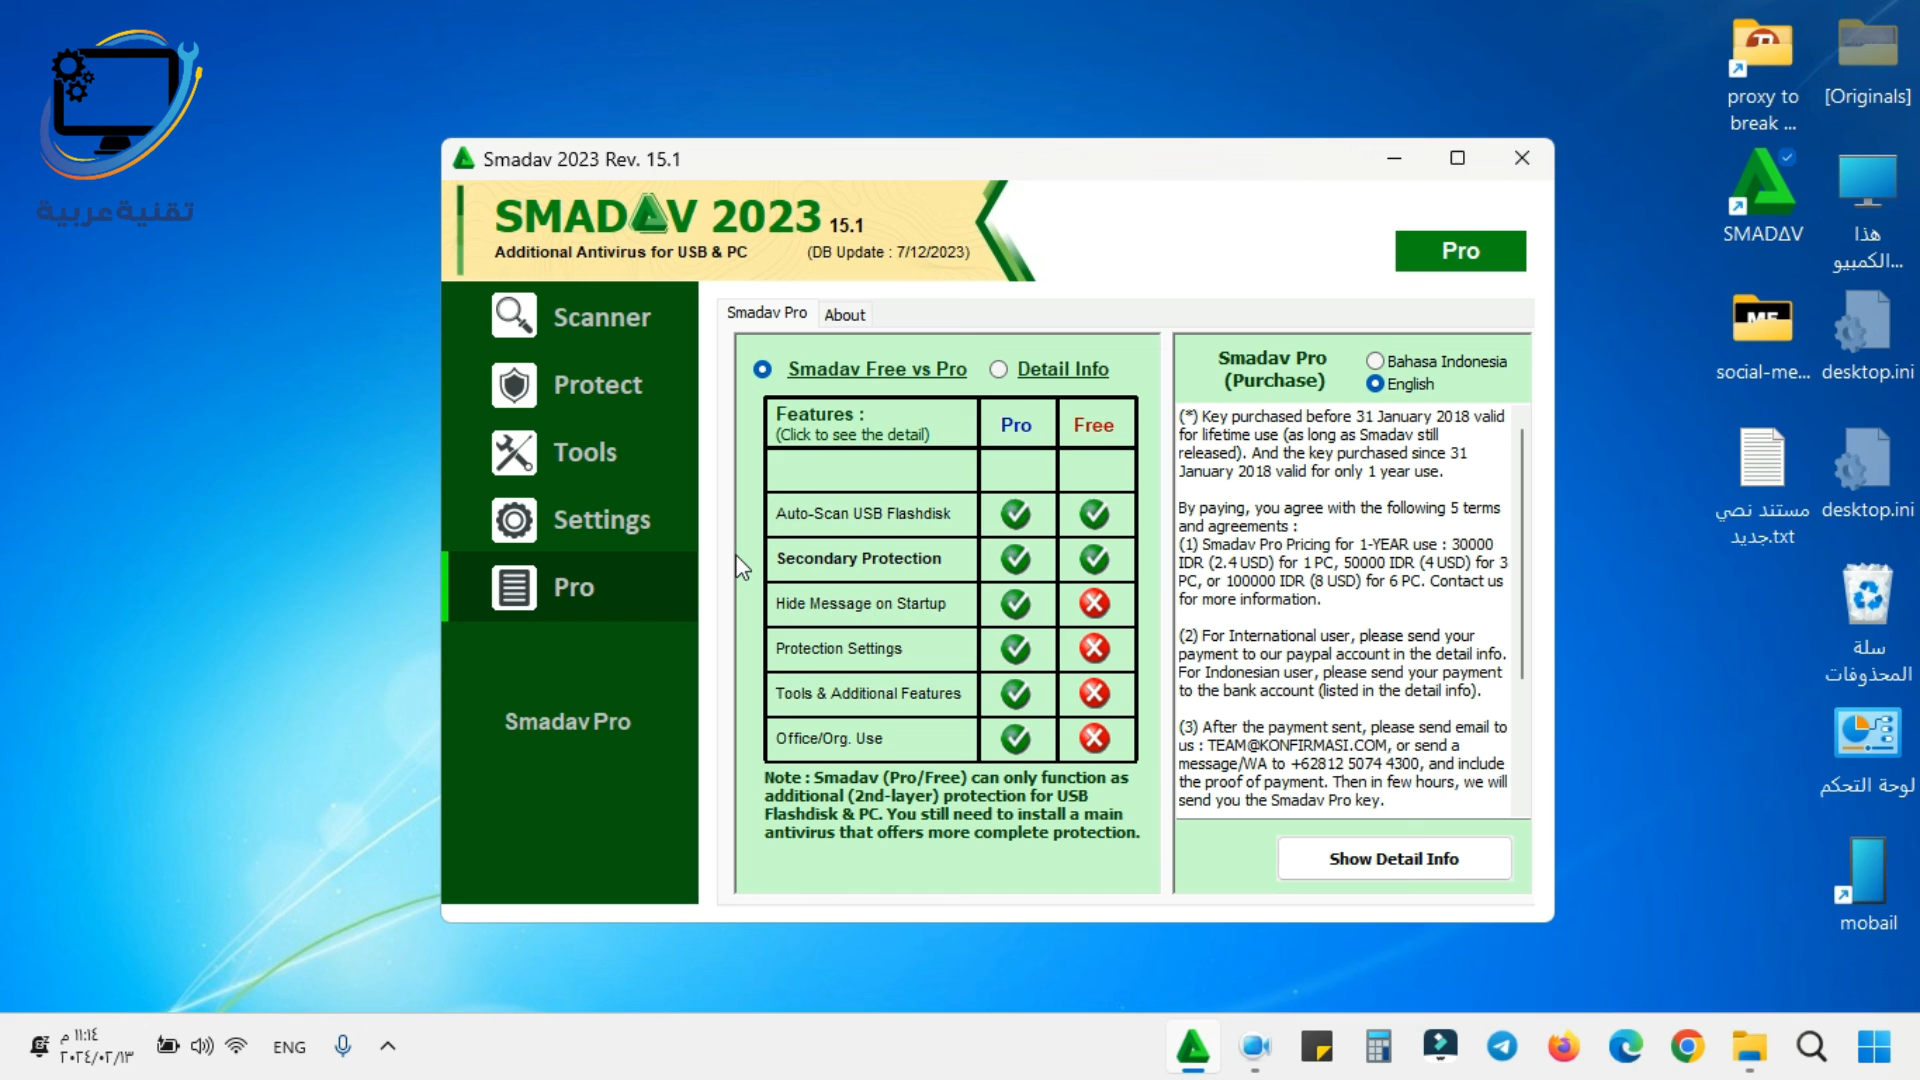 تقنية عربية
Smadav 2023 Rev. 15.1
SMADAV 2023 15.1
Additional Antivirus for USB & PC (DB Update : 7/12/2023)
Pro
Scanner
Protect
Tools
Settings
Pro
Smadav Pro
Smadav Pro About
Smadav Free vs Pro Detail Info
Features :
(Click to see the detail)
Pro Free
Auto-Scan USB Flashdisk
Secondary Protection
Hide Message on Startup
Protection Settings
Tools & Additional Features
Office/Org. Use
Note : Smadav (Pro/Free) can only function as
additional (2nd-layer) protection for USB
Flashdisk & PC. You still need to install a main
antivirus that offers more complete protection.
Smadav Pro
(Purchase)
Bahasa Indonesia
English
(*) Key purchased before 31 January 2018 valid
for lifetime use (as long as Smadav still
released). And the key purchased since 31
January 2018 valid for only 1 year use.
By paying, you agree with the following 5 terms
and agreements :
(1) Smadav Pro Pricing for 1-YEAR use : 30000
IDR (2.4 USD) for 1 PC, 50000 IDR (4 USD) for 3
PC, or 100000 IDR (8 USD) for 6 PC. Contact us
for more information.
(2) For International user, please send your
payment to our paypal account in the detail info.
For Indonesian user, please send your payment
to the bank account (listed in the detail info).
(3) After the payment sent, please send email to
us : TEAM@KONFIRMASI.COM, or send a
message/WA to +62812 5074 4300, and include
the proof of payment. Then in few hours, we will
send you the Smadav Pro key.
Show Detail Info
proxy to
break ...
[Originals]
SMADΔV
هذا
الكمبيو...
social-me...
desktop.ini
مستند نصي
جديد.txt
desktop.ini
سلة
المحذوفات
لوحة التحكم
mobail
١١:١٤ م
٢٠٢٤/٠٢/١٣
ENG